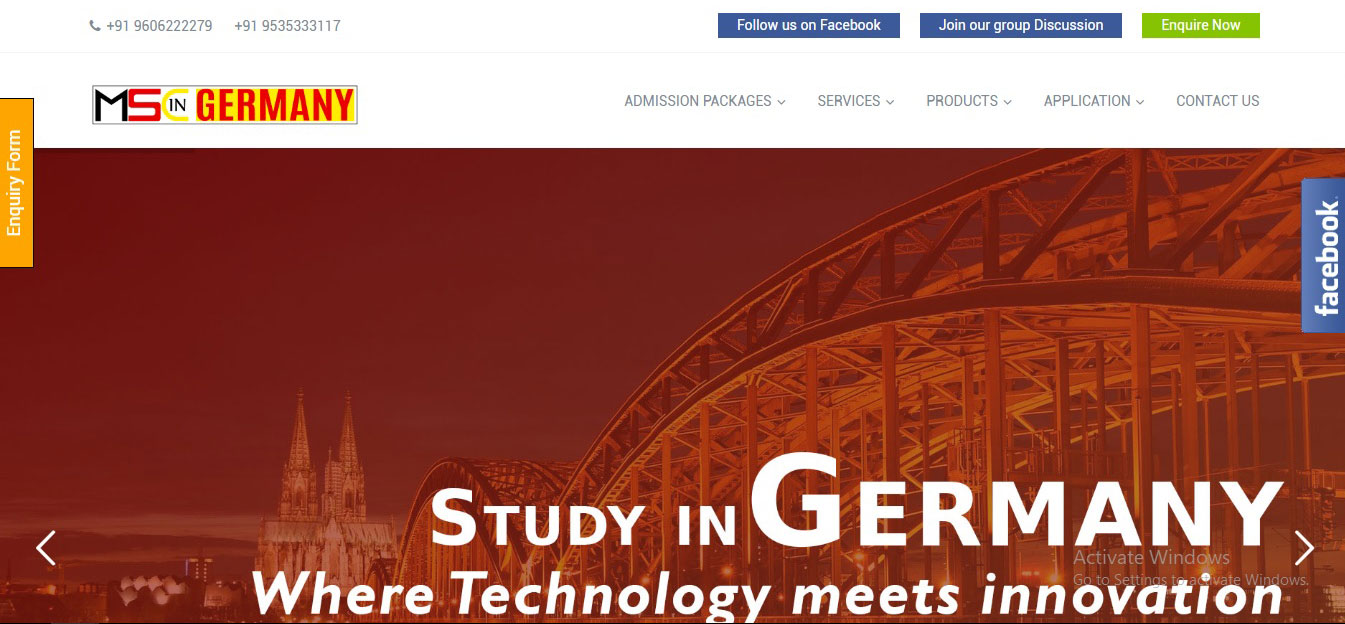 +91 9606222279 +91 9535333117 Follow us on Facebook Join our group Discussion Enquire Now
MSC IN GERMANY
ADMISSION PACKAGES SERVICES PRODUCTS APPLICATION CONTACT US
Enquiry Form
facebook
STUDY IN GERMANY
Where Technology meets innovation
Activate Windows
Go to Settings to activate Windows.